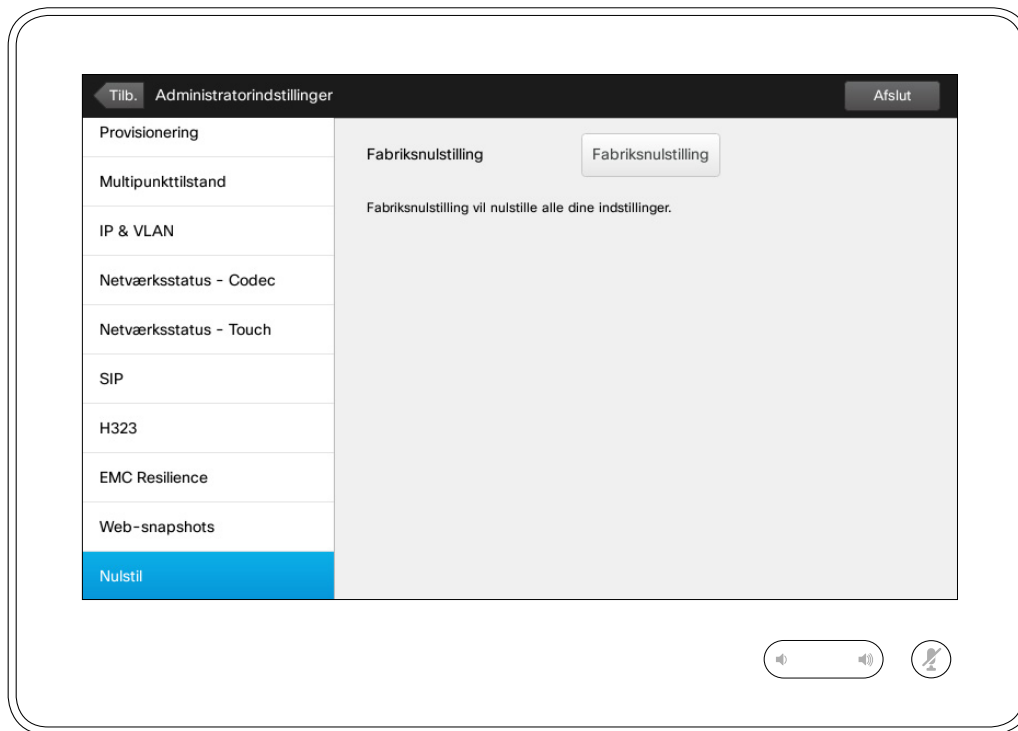 Tilb. Administratorindstillinger Afslut
Provisionering
Multipunkttilstand
IP & VLAN
Netværksstatus - Codec
Netværksstatus - Touch
SIP
H323
EMC Resilience
Web-snapshots
Nulstil
Fabriksnulstilling Fabriksnulstilling
Fabriksnulstilling vil nulstille alle dine indstillinger.